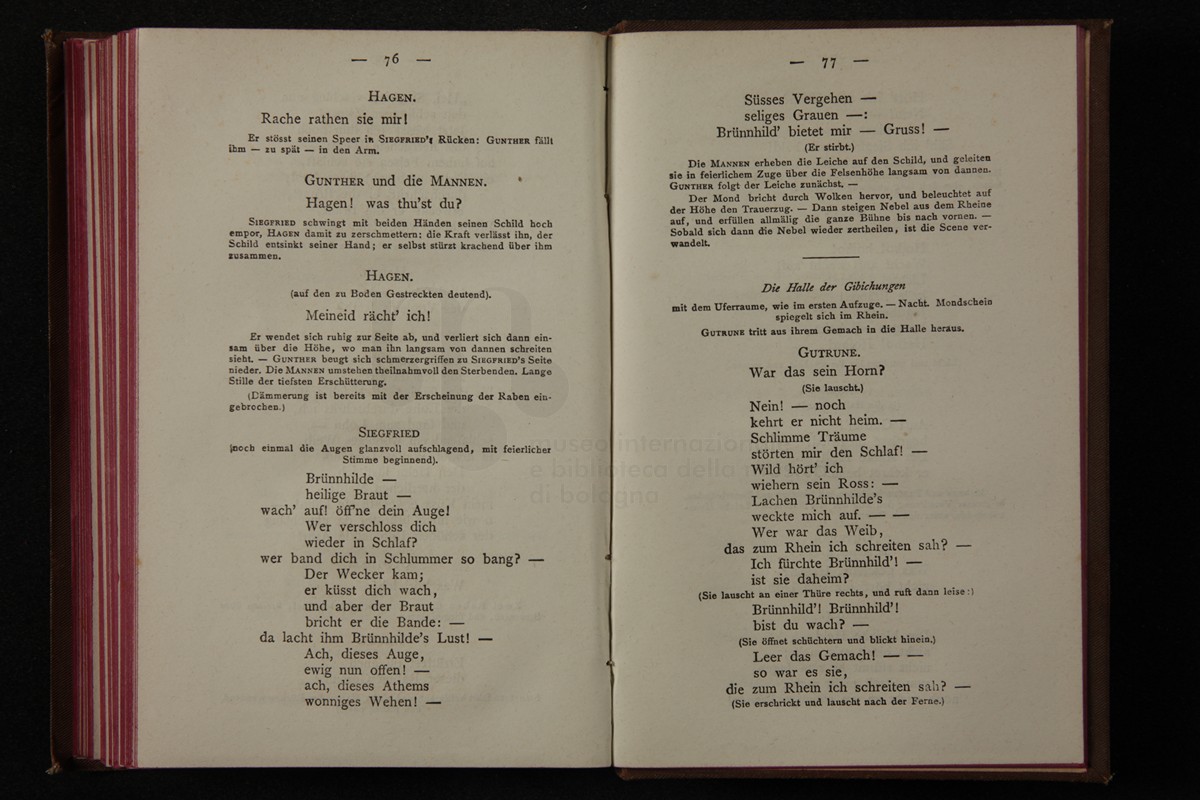 — 76 —
HAGEN.
Rache rathen sie mir!
Er stösst seinen Speer in SIEGFRIED's Rücken: GUNTHER fällt
ihm — zu spät — in den Arm.
GUNTHER und die MANNEN.
Hagen! was thu'st du?
SIEGFRIED schwingt mit beiden Händen seinen Schild hoch
empor, HAGEN damit zu zerschmettern: die Kraft verlässt ihn, der
Schild entsinkt seiner Hand; er selbst stürzt krachend über ihm
zusammen.
HAGEN.
(auf den zu Boden Gestreckten deutend).
Meineid rächt' ich!
Er wendet sich ruhig zur Seite ab, und verliert sich dann ein-
sam über die Höhe, wo man ihn langsam von dannen schreiten
sieht. — GUNTHER beugt sich schmerzergriffen zu SIEGFRIED's Seite
nieder. Die MANNEN umstehen theilnahmvoll den Sterbenden. Lange
Stille der tiefsten Erschütterung.
(Dämmerung ist bereits mit der Erscheinung der Raben ein-
gebrochen.)
SIEGFRIED
(noch einmal die Augen glanzvoll aufschlagend, mit feierlicher
Stimme beginnend).
Brünnhilde —
heilige Braut —
wach' auf! öffne dein Auge!
Wer verschloss dich
wieder in Schlaf?
wer band dich in Schlummer so bang? —
Der Wecker kam;
er küsst dich wach,
und aber der Braut
bricht er die Bande: —
da lacht ihm Brünnhilde's Lust! —
Ach, dieses Auge,
ewig nun offen! —
ach, dieses Athems
wonniges Wehen! —
— 77 —
Süsses Vergehen —
seliges Grauen —:
Brünnhild' bietet mir — Gruss! —
(Er stirbt.)
Die MANNEN erheben die Leiche auf den Schild, und geleiten
sie in feierlichem Zuge über die Felsenhöhe langsam von dannen.
GUNTHER folgt der Leiche zunächst. —
Der Mond bricht durch Wolken hervor, und beleuchtet auf
der Höhe den Trauerzug. — Dann steigen Nebel aus dem Rheine
auf, und erfüllen allmälig die ganze Bühne bis nach vornen. —
Sobald sich dann die Nebel wieder zertheilen, ist die Scene ver-
wandelt.
Die Halle der Gibichungen
mit dem Uferraume, wie im ersten Aufzuge. — Nacht. Mondschein
spiegelt sich im Rhein.
GUTRUNE tritt aus ihrem Gemach in die Halle heraus.
GUTRUNE.
War das sein Horn?
(Sie lauscht.)
Nein! — noch
kehrt er nicht heim. —
Schlimme Träume
störten mir den Schlaf! —
Wild hört' ich
wiehern sein Ross: —
Lachen Brünnhilde's
weckte mich auf. — —
Wer war das Weib,
das zum Rhein ich schreiten sah? —
Ich fürchte Brünnhild'! —
ist sie daheim?
(Sie lauscht an einer Thüre rechts, und ruft dann leise:)
Brünnhild'! Brünnhild'!
bist du wach? —
(Sie öffnet schüchtern und blickt hinein.)
Leer das Gemach! — —
so war es sie,
die zum Rhein ich schreiten sah? —
(Sie erschrickt und lauscht nach der Ferne.)
museo internazion
e biblioteca della
di bologna